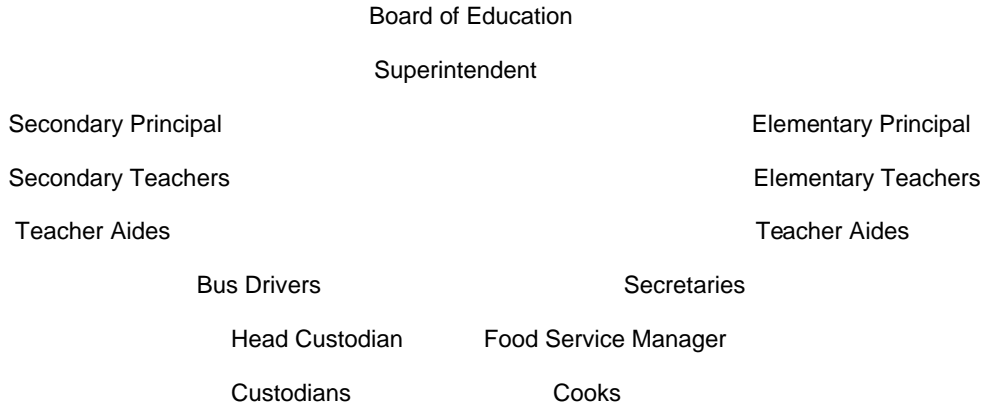 Board of Education
Superintendent
Secondary Principal Elementary Principal
Secondary Teachers Elementary Teachers
Teacher Aides Teacher Aides
Bus Drivers Secretaries
Head Custodian Food Service Manager
Custodians Cooks